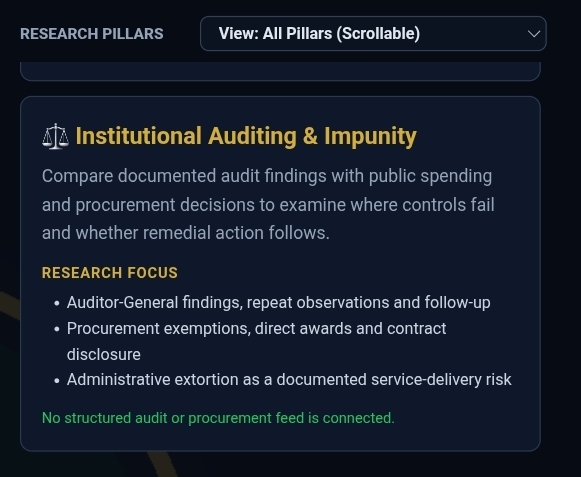 RESEARCH PILLARS
View: All Pillars (Scrollable)
⚖ Institutional Auditing & Impunity
Compare documented audit findings with public spending
and procurement decisions to examine where controls fail
and whether remedial action follows.
RESEARCH FOCUS
• Auditor-General findings, repeat observations and follow-up
• Procurement exemptions, direct awards and contract
disclosure
• Administrative extortion as a documented service-delivery risk
No structured audit or procurement feed is connected.